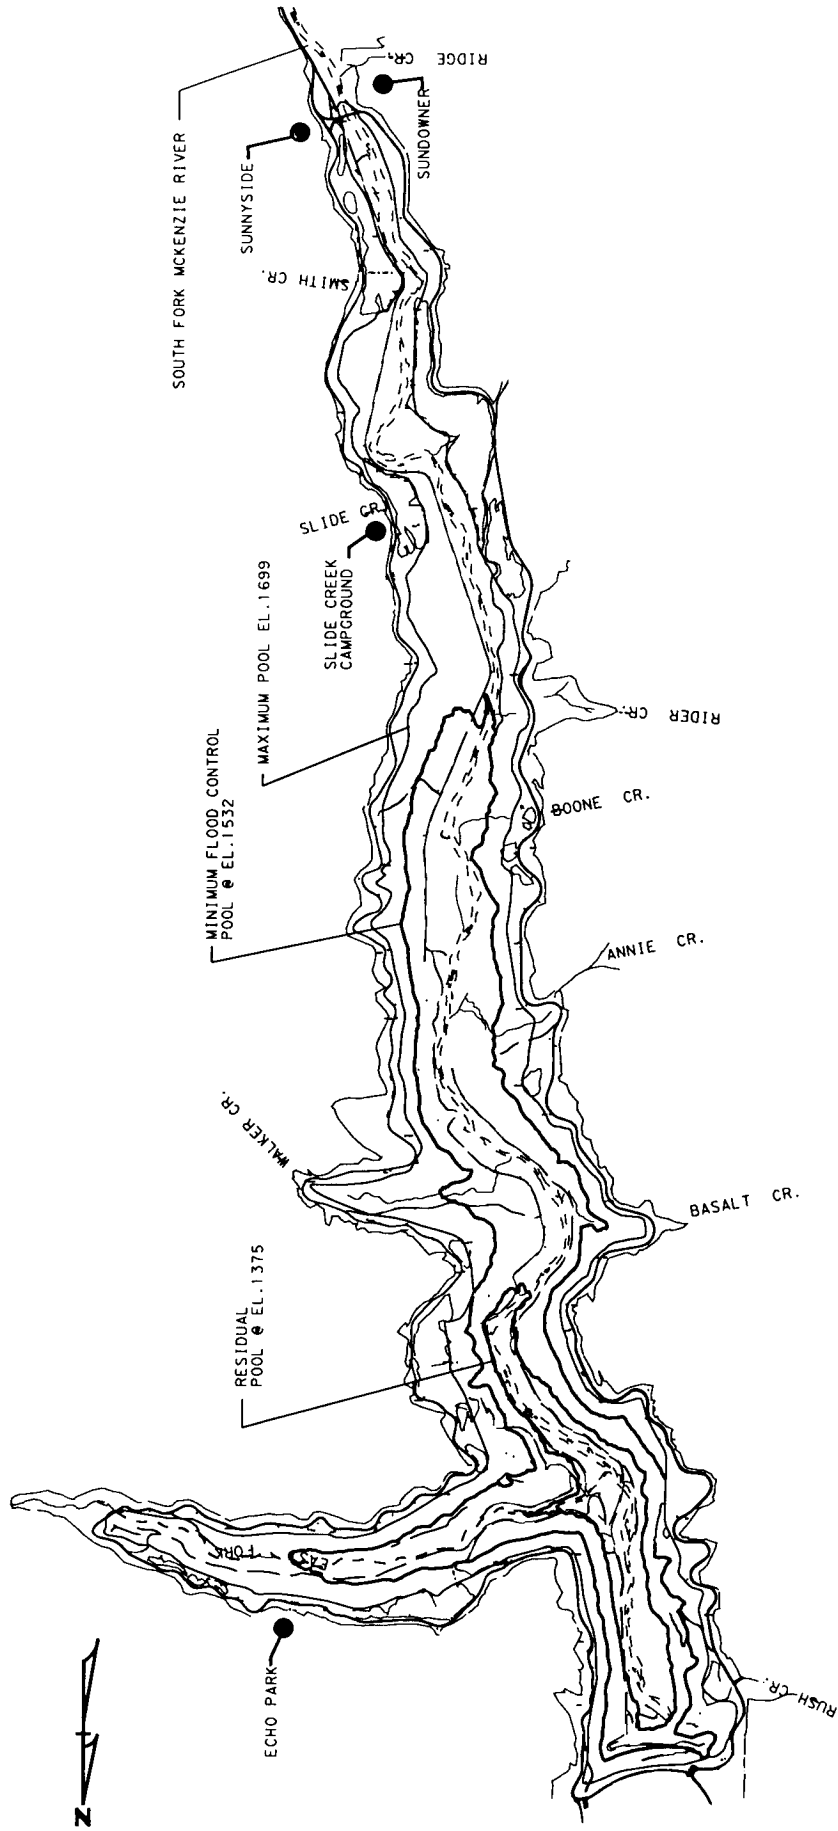 RIDGE CR.
SUNDOWNER
SOUTH FORK MCKENZIE RIVER
SUNNYSIDE
SMITH CR.
SLIDE CR.
SLIDE CREEK
CAMPGROUND
MAXIMUM POOL EL.1699
RIDER CR.
MINIMUM FLOOD CONTROL
POOL @ EL.1532
BOONE CR.
ANNIE CR.
WALKER CR.
BASALT CR.
RESIDUAL
POOL @ EL.1375
FORK
EAS
ECHO PARK
RUSH CR.
N